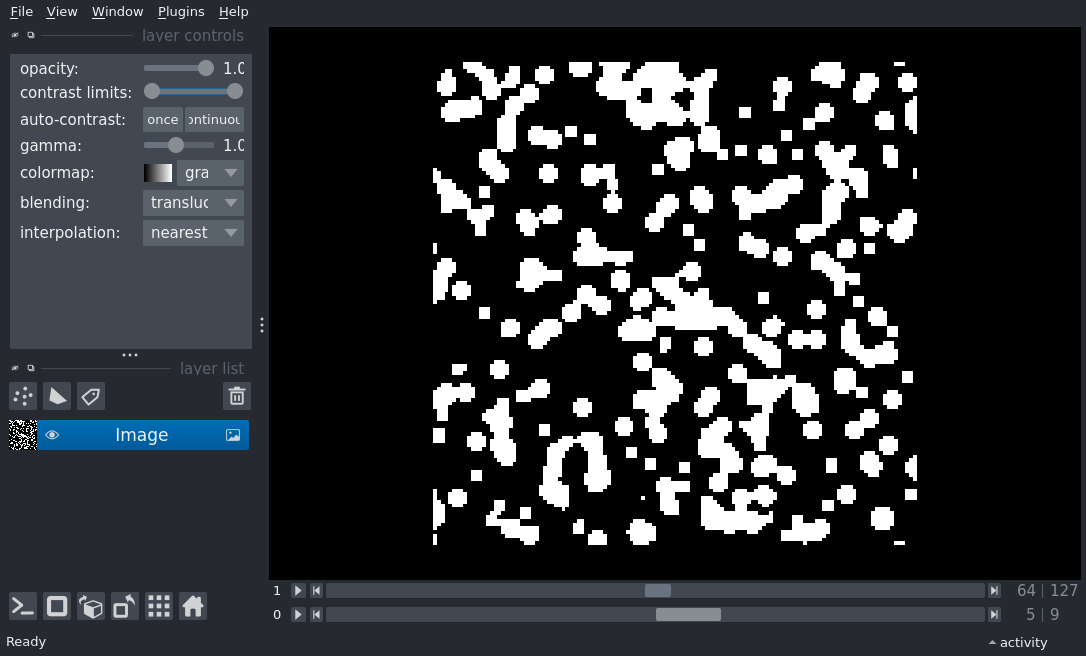 File View Window Plugins Help
layer controls
opacity: 1.0
contrast limits:
auto-contrast: once ontinuou
gamma: 1.0
colormap: gra
blending: transluc
interpolation: nearest
layer list
Image
1 64 | 127
0 5 | 9
Ready activity